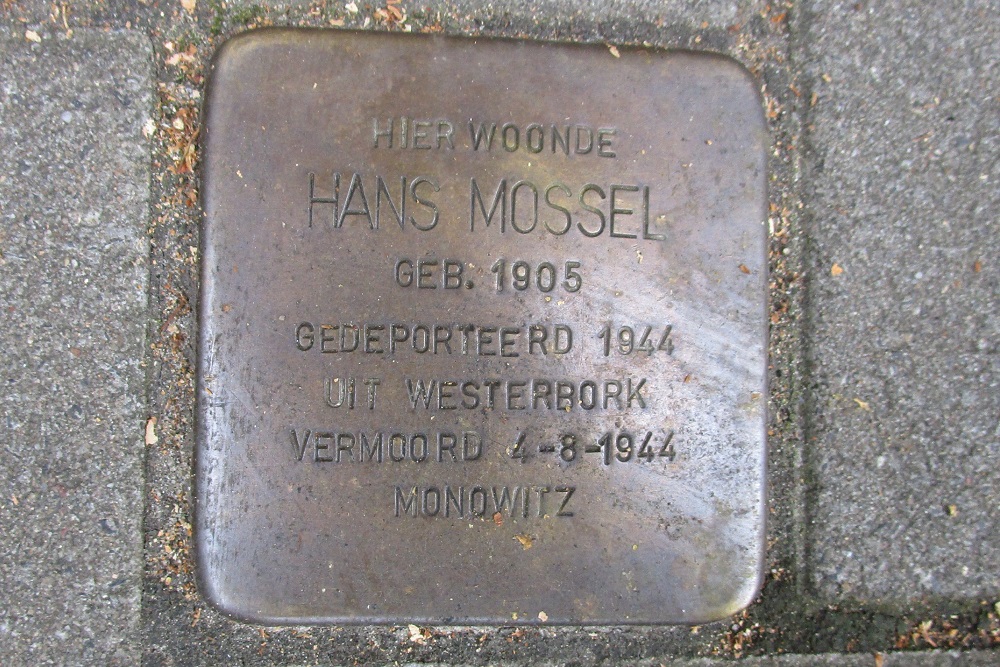 HIER WOONDE
HANS MOSSEL
GEB. 1905
GEDEPORTEERD 1944
UIT WESTERBORK
VERMOORD 4-8-1944
MONOWITZ